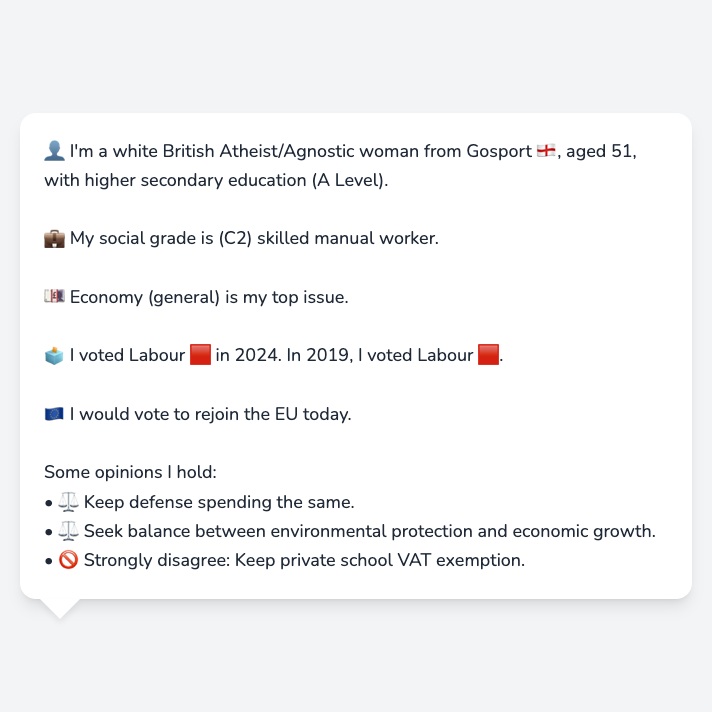 👤 I'm a white British Atheist/Agnostic woman from Gosport 🏴󠁧󠁢󠁥󠁮󠁧󠁿, aged 51,
with higher secondary education (A Level).
💼 My social grade is (C2) skilled manual worker.
💷 Economy (general) is my top issue.
🗳️ I voted Labour 🟥 in 2024. In 2019, I voted Labour 🟥.
🇪🇺 I would vote to rejoin the EU today.
Some opinions I hold:
• ⚖️ Keep defense spending the same.
• ⚖️ Seek balance between environmental protection and economic growth.
• 🚫 Strongly disagree: Keep private school VAT exemption.